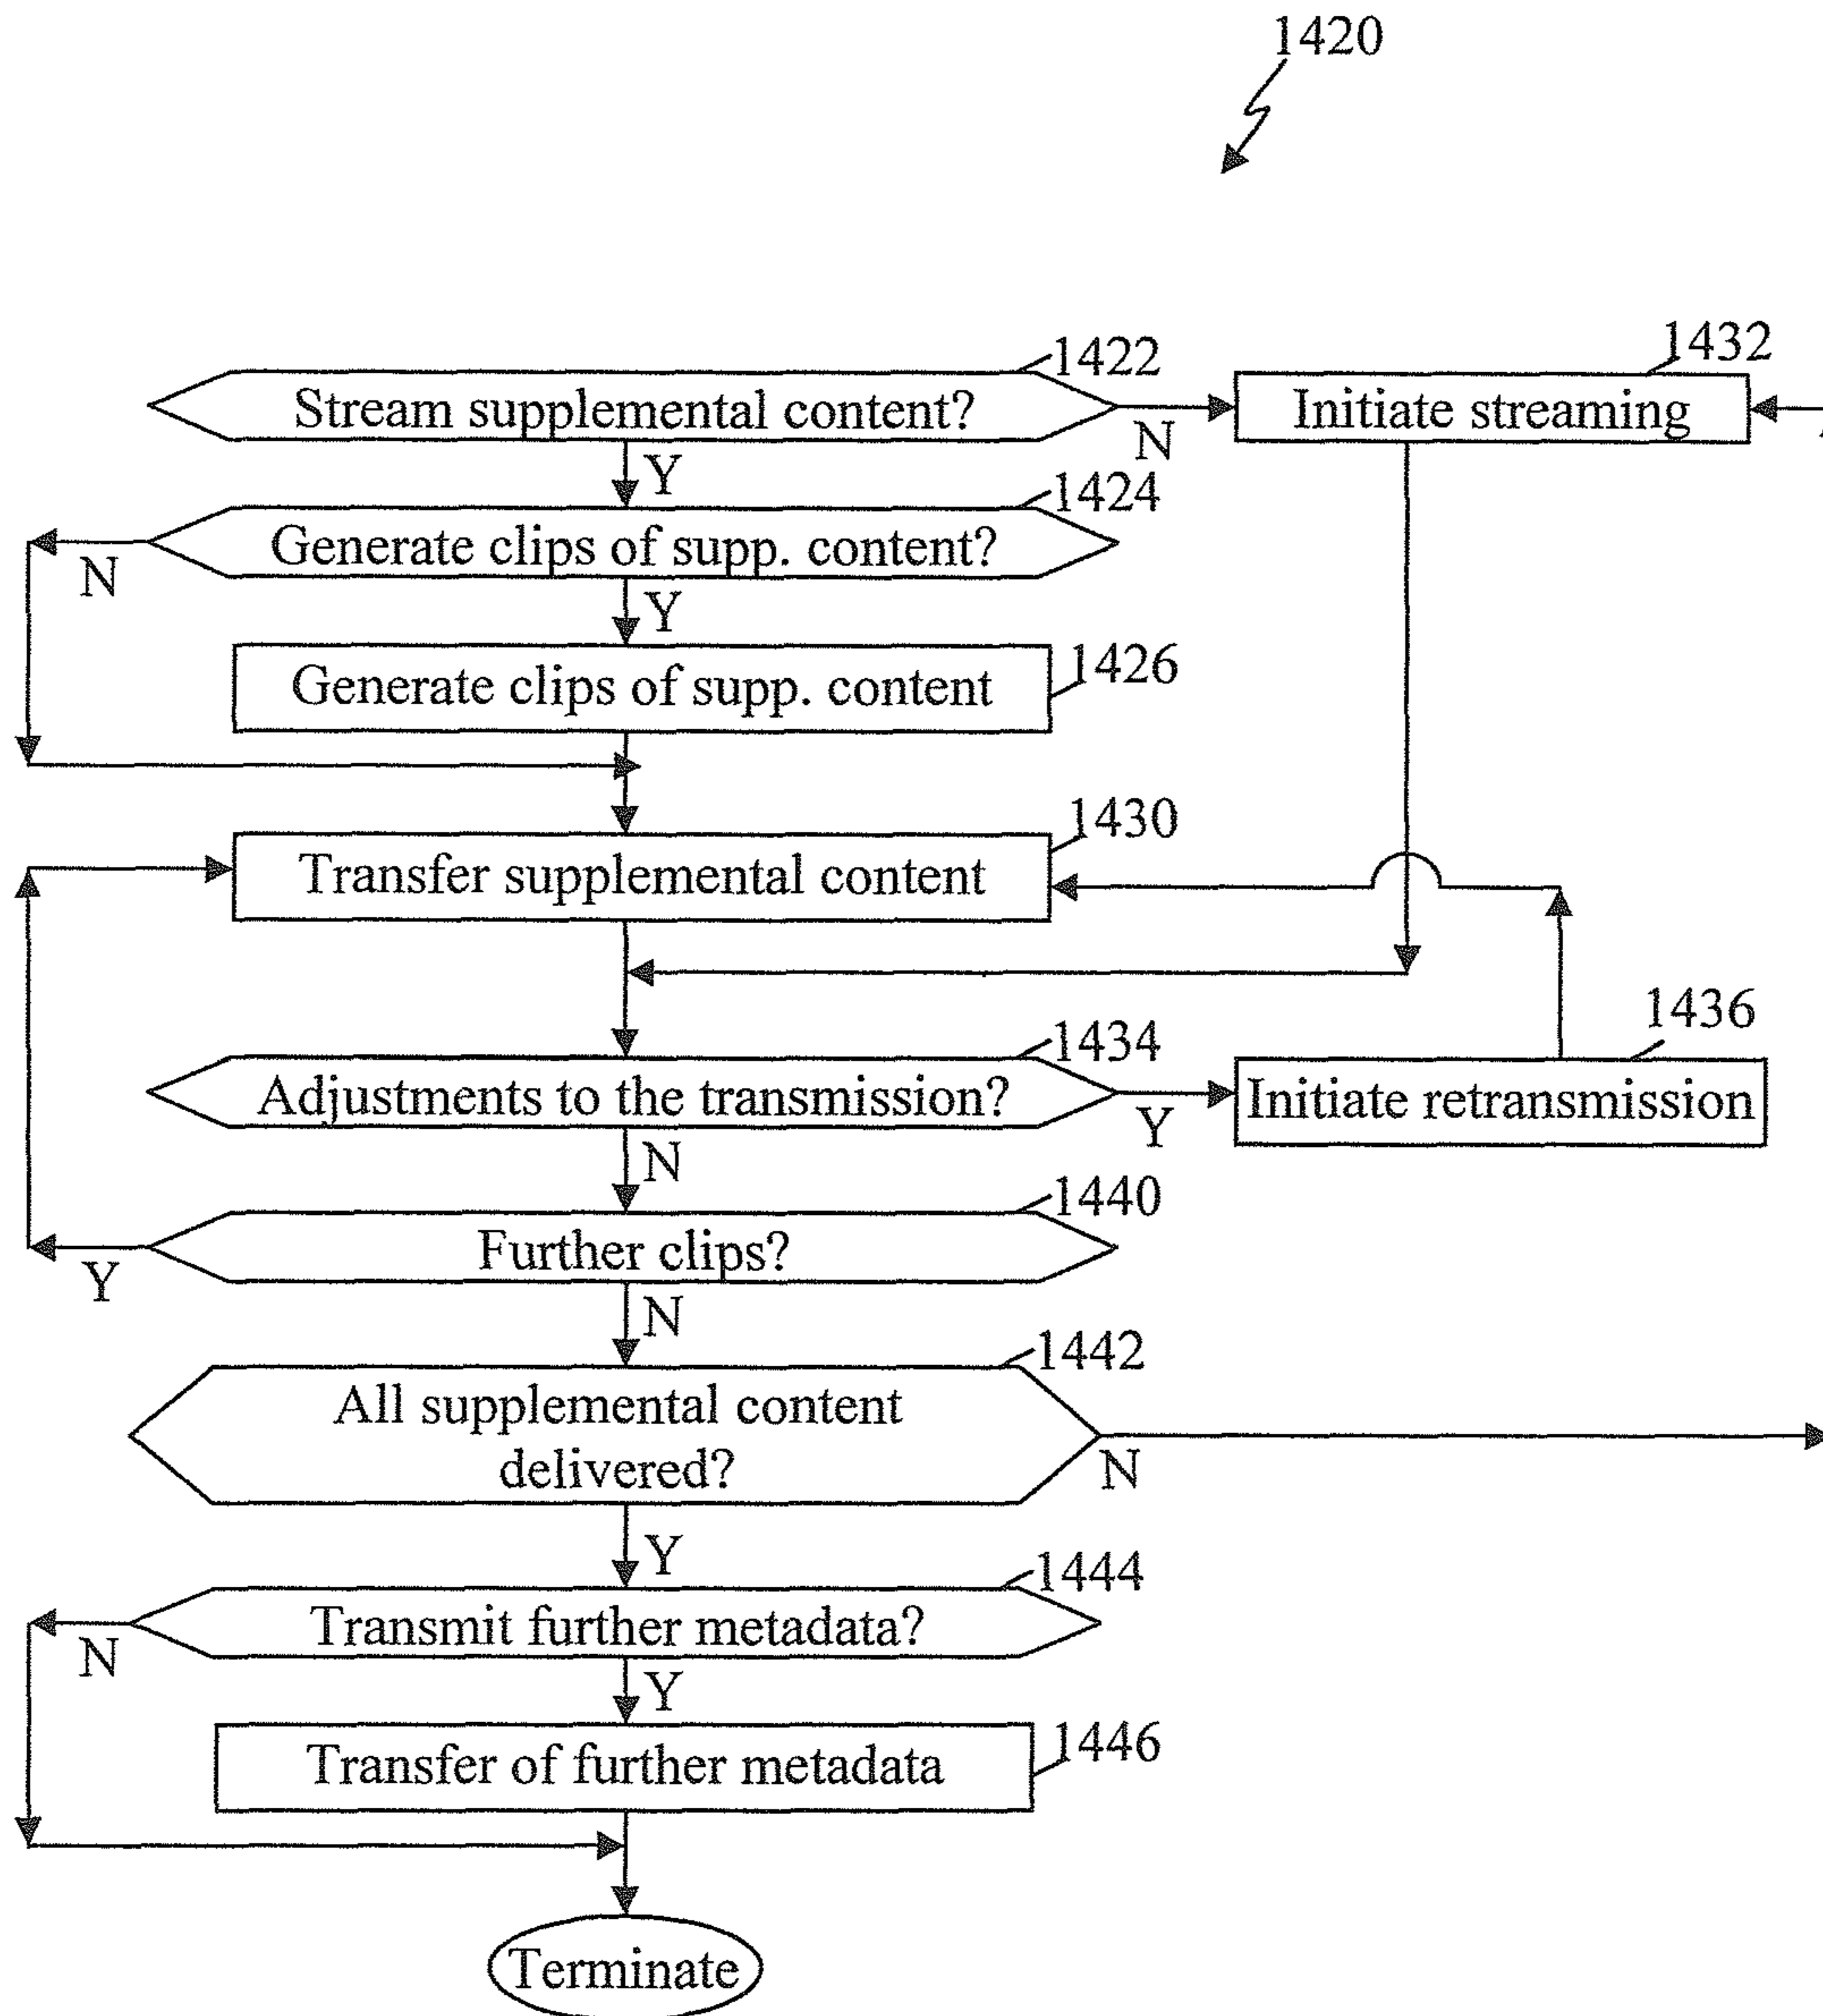 1420
1422
Stream supplemental content?
N
1432
Initiate streaming
Y
1424
Generate clips of supp. content?
N
Y
1426
Generate clips of supp. content
1430
Transfer supplemental content
1434
Adjustments to the transmission?
Y
1436
Initiate retransmission
N
1440
Further clips?
Y
N
1442
All supplemental content
delivered?
N
Y
1444
Transmit further metadata?
N
Y
1446
Transfer of further metadata
Terminate